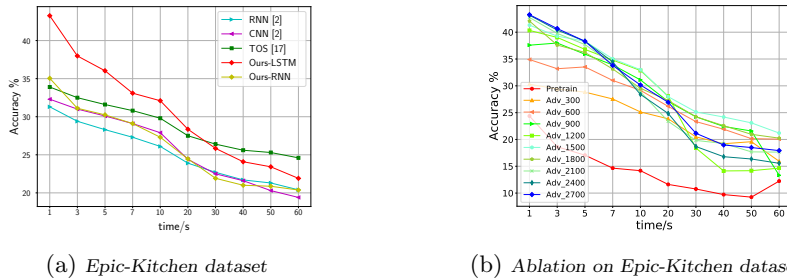 RNN [2]
CNN [2]
TOS [17]
Ours-LSTM
Ours-RNN
Accuracy %
40
35
30
25
20
1 3 5 7 10 20 30 40 50 60
time/s
(a) Epic-Kitchen dataset
Pretrain
Adv_300
Adv_600
Adv_900
Adv_1200
Adv_1500
Adv_1800
Adv_2100
Adv_2400
Adv_2700
Accuracy %
45
40
35
30
25
20
15
10
1 3 5 7 10 20 30 40 50 60
time/s
(b) Ablation on Epic-Kitchen datase